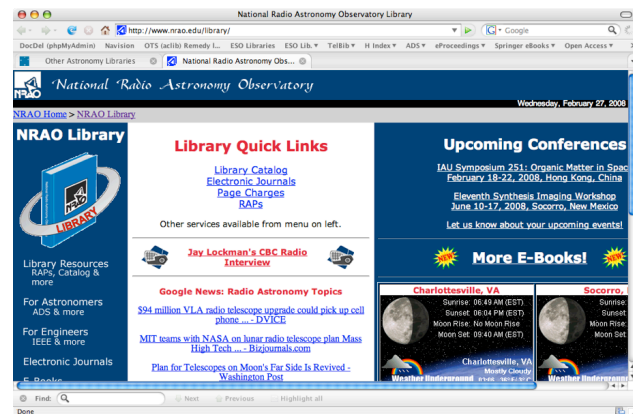 National Radio Astronomy Observatory Library
http://www.nrao.edu/library/
Google
DocDel (phpMyAdmin) Navision OTS (aclib) Remedy l... ESO Libraries ESO Lib. TelBib H Index ADS eProceedings Springer eBooks Open Access
Other Astronomy Libraries
National Radio Astronomy Obs...
NRAO
National Radio Astronomy Observatory
Wednesday, February 27, 2008
NRAO Home > NRAO Library
NRAO Library
LIBRARY
Library Resources
RAPs, Catalog &
more
For Astronomers
ADS & more
For Engineers
IEEE & more
Electronic Journals
E-Books
Library Quick Links
Library Catalog
Electronic Journals
Page Charges
RAPs
Other services available from menu on left.
Jay Lockman's CBC Radio
Interview
Google News: Radio Astronomy Topics
$94 million VLA radio telescope upgrade could pick up cell
phone ... - DVICE
MIT teams with NASA on lunar radio telescope plan Mass
High Tech ... - Bizjournals.com
Plan for Telescopes on Moon's Far Side Is Revived -
Washington Post
Upcoming Conferences
IAU Symposium 251: Organic Matter in Spac
February 18-22, 2008, Hong Kong, China
Eleventh Synthesis Imaging Workshop
June 10-17, 2008, Socorro, New Mexico
Let us know about your upcoming events!
NEW More E-Books! NEW
Charlottesville, VA
Sunrise: 06:49 AM (EST)
Sunset: 06:04 PM (EST)
Moon Rise: No Moon Rise
Moon Set: 09:40 AM (EST)
Charlottesville, VA
Mostly Cloudy
Weather Underground
Socorro,
Sunrise:
Sunset:
Moon Rise:
Moon Set:
Weather Underground
Find:
Next Previous Highlight all
Done